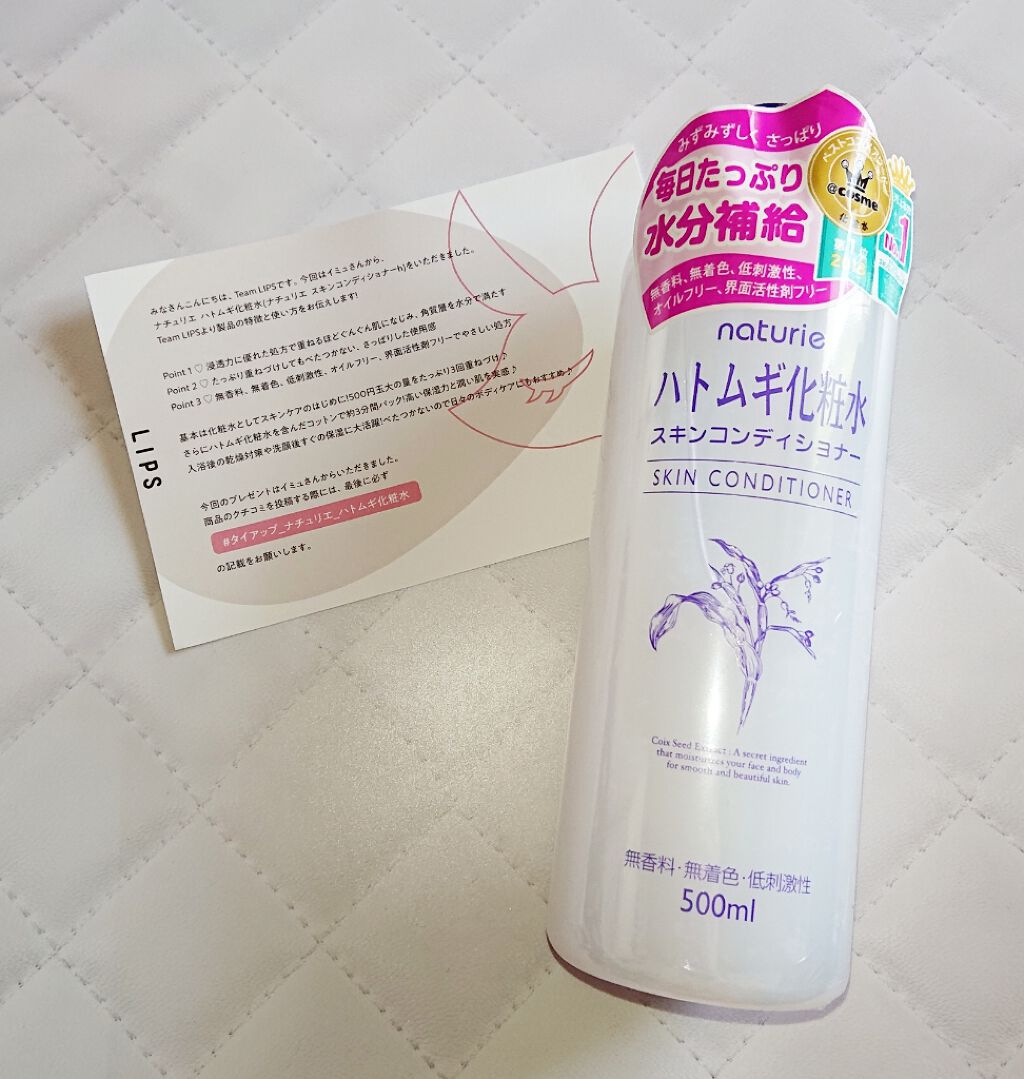 みなさんこんにちは、Team LIPSです。今回はイミュさんから、
ナチュリエ ハトムギ化粧水(ナチュリエ スキンコンディショナーh)をいただきました。
Team LIPSより製品の特徴と使い方をお伝えします!
Point 1♡ 浸透力に優れた処方で重ねるほどぐんぐん肌になじみ、角質層を水分で満たす
Point 2♡ たっぷり重ねづけしてもべたつかない、さっぱりした使用感
Point 3♡ 無香料、無着色、低刺激性、オイルフリー、界面活性剤フリーでやさしい処方
基本は化粧水としてスキンケアのはじめに!500円玉大の量をたっぷり3回重ねづけ♪
さらにハトムギ化粧水を含んだコットンで約3分間パック!高い保湿力と潤い肌を実感♪
入浴後の乾燥対策や洗顔後すぐの保湿に大活躍!べたつかないので日々のボディケアにもおすすめ♪
今回のプレゼントはイミュさんからいただきました。
商品のクチコミを投稿する際には、最後に必ず
#タイアップ_ナチュリエ_ハトムギ化粧水
の記載をお願いします。
LIPS
みずみずしく さっぱり
毎日たっぷり
水分補給
無香料、無着色、低刺激性、
オイルフリー、界面活性剤フリー
@cosme
化粧水
No.1
naturie
ハトムギ化粧水
スキンコンディショナー
SKIN CONDITIONER
Coix Seed Extract : A secret ingredient
that moisturizes your face and body
for smooth and beautiful skin.
無香料・無着色・低刺激性
500ml